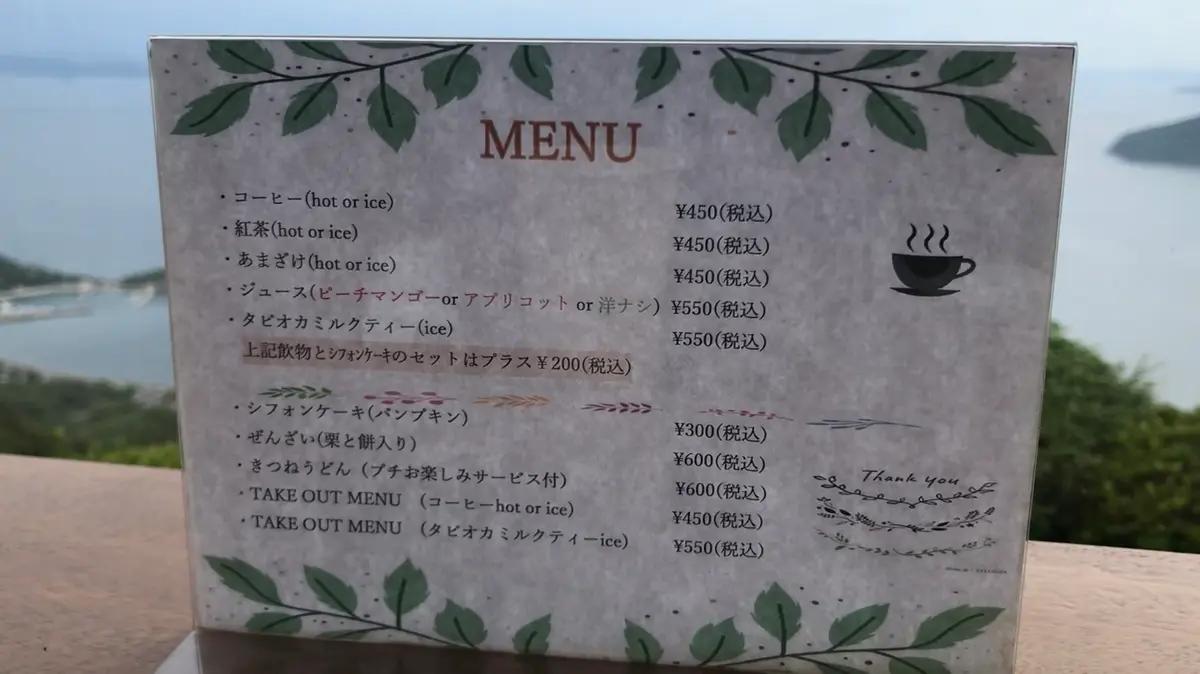 MENU
・コーヒー(hot or ice) ¥450(税込)
・紅茶(hot or ice) ¥450(税込)
・あまざけ(hot or ice) ¥450(税込)
・ジュース(ピーチマンゴーor アプリコット or 洋ナシ) ¥550(税込)
・タピオカミルクティー(ice) ¥550(税込)
上記飲物とｼﾌｫﾝｹｰｷのセットはプラス¥200(税込)
・シフォンケーキ(パンプキン) ¥300(税込)
・ぜんざい(栗と餅入り) ¥600(税込)
・きつねうどん（プチお楽しみサービス付) ¥600(税込)
・TAKE OUT MENU （コーヒーhot or ice) ¥450(税込)
・TAKE OUT MENU （タピオカミルクティーice) ¥550(税込)
Thank you